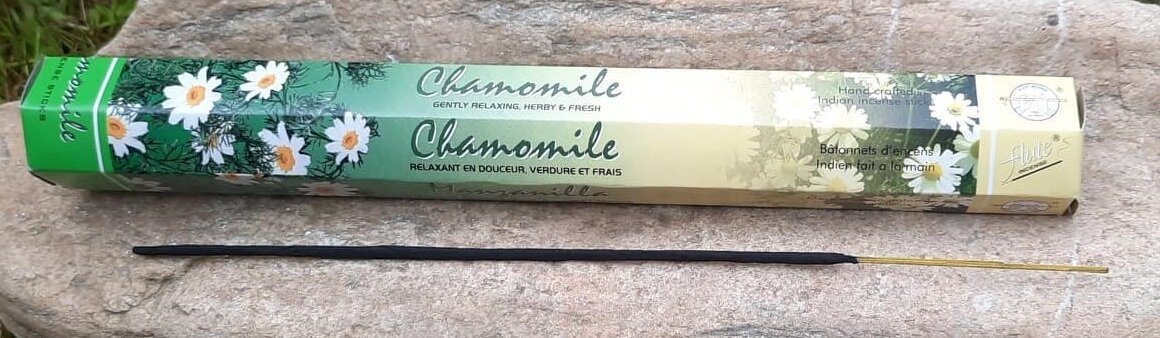 Chamomile
GENTLY RELAXING, HERBY & FRESH
Chamomile
RELAXANT EN DOUCEUR, VERDURE ET FRAIS
Manzanilla
Hand crafted
Indian incense sticks
Bâtonnets d'encens
Indien fait a la main
flute®